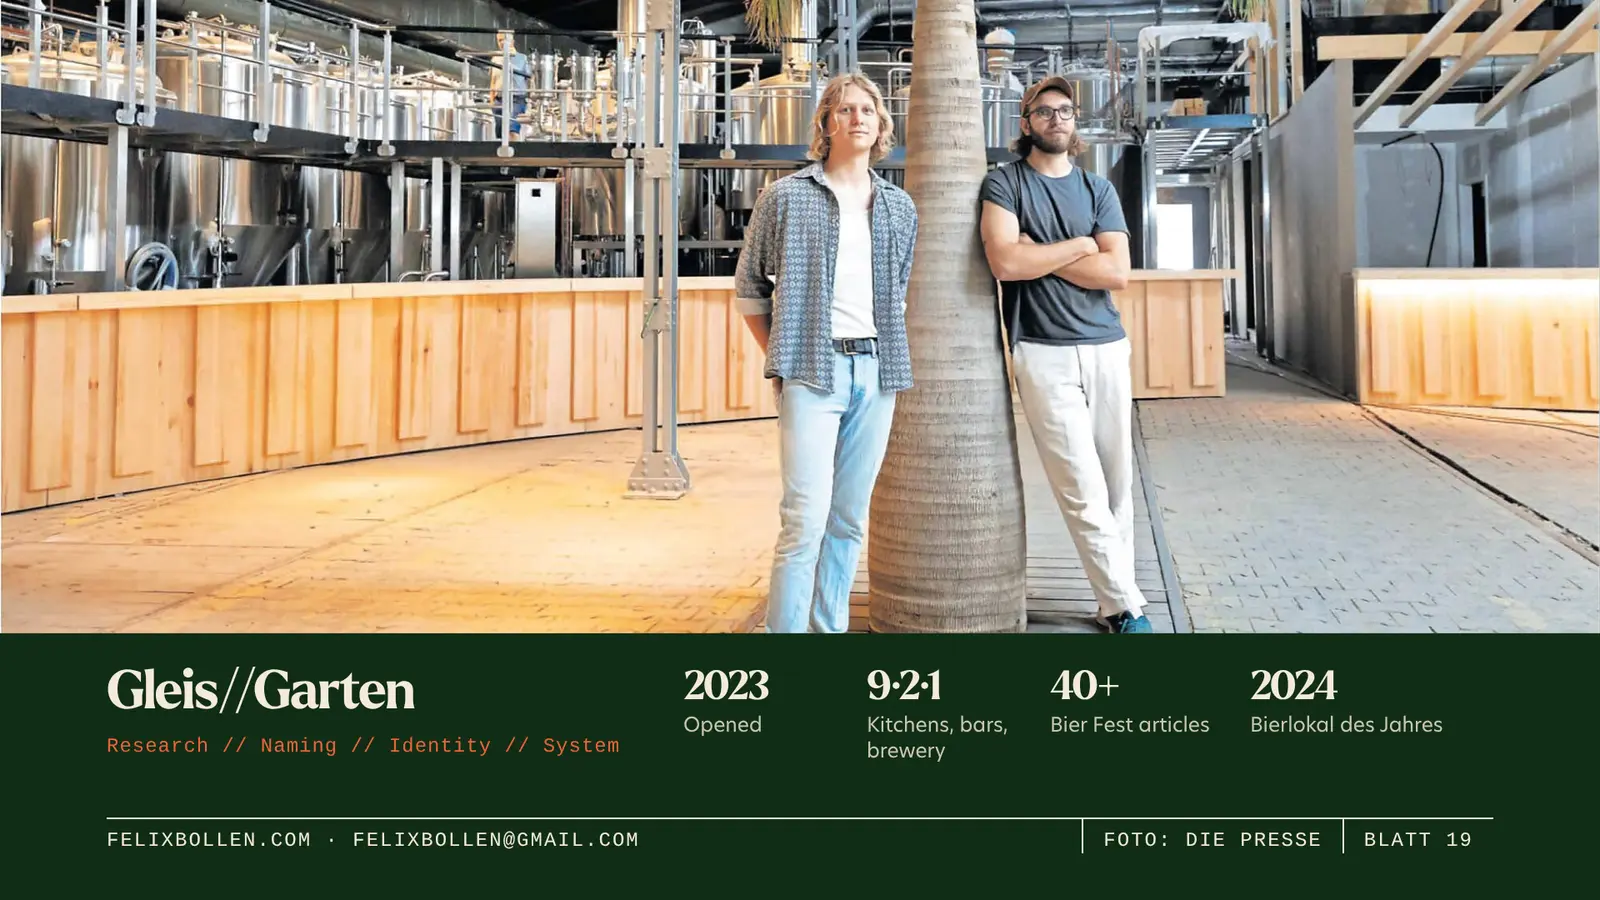 Gleis//Garten
Research // Naming // Identity // System
2023
Opened
9·2·1
Kitchens, bars,
brewery
40+
Bier Fest articles
2024
Bierlokal des Jahres
FELIXBOLLEN.COM · FELIXBOLLEN@GMAIL.COM
FOTO: DIE PRESSE
BLATT 19